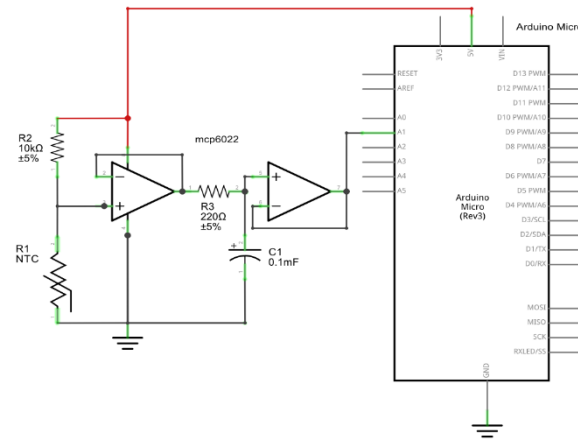 Arduino Micro
3V3
5V
VIN
RESET
AREF
A0
A1
A2
A3
A4
A5
D13 PWM
D12 PWM/A11
D11 PWM
D10 PWM/A10
D9 PWM/A9
D8 PWM/A8
D7
D6 PWM/A7
D5 PWM
D4 PWM/A6
D3/SCL
D2/SDA
D1/TX
D0/RX
MOSI
MISO
SCK
RXLED/SS
GND
Arduino
Micro
(Rev3)
mcp6022
R2
10kΩ
±5%
R3
220Ω
±5%
R1
NTC
C1
0.1mF